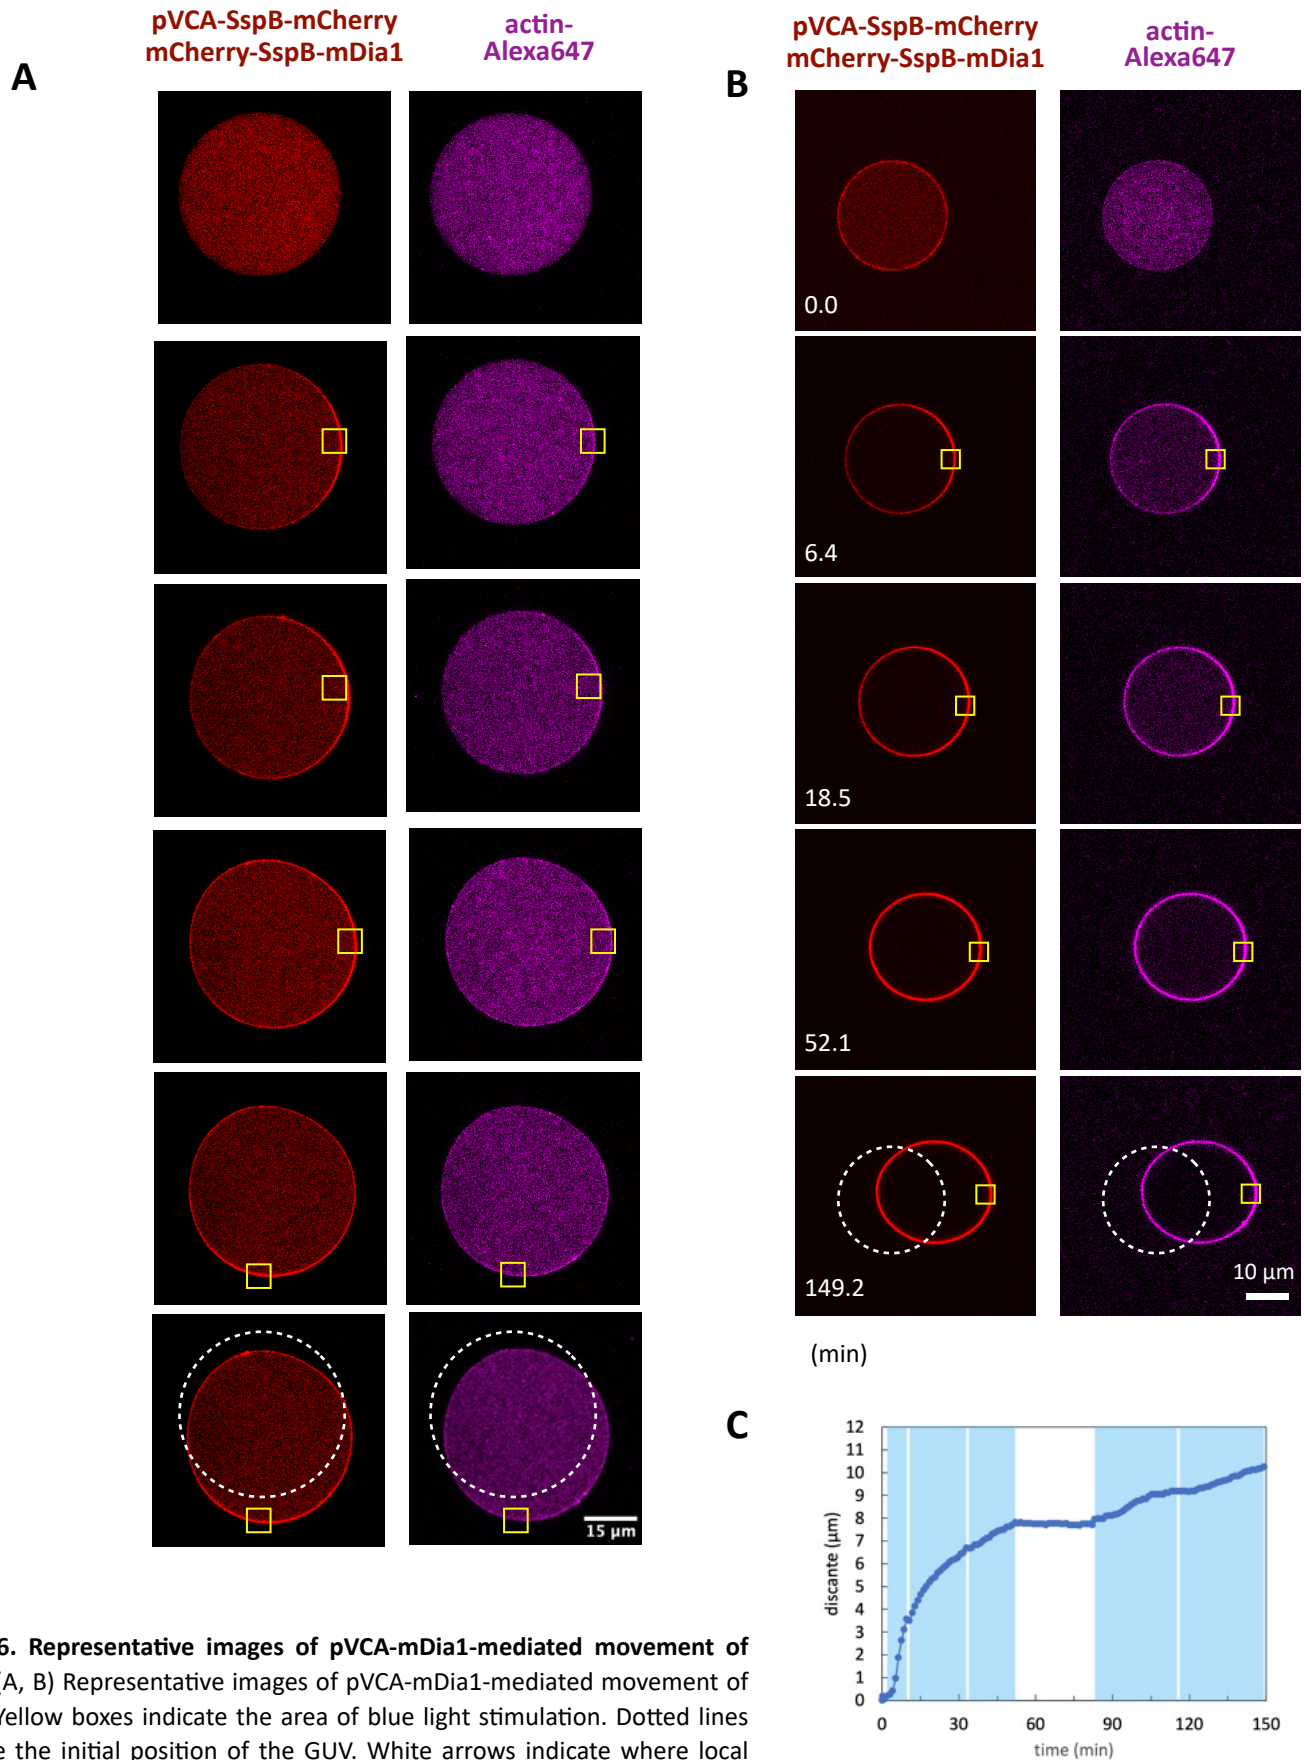 A
pVCA-SspB-mCherry
mCherry-SspB-mDia1
actin-
Alexa647
15 µm
B
pVCA-SspB-mCherry
mCherry-SspB-mDia1
actin-
Alexa647
0.0
6.4
18.5
52.1
149.2
10 µm
(min)
C
12
11
10
9
8
7
6
5
4
3
2
1
0
discante (µm)
0
30
60
90
120
150
time (min)
6. Representative images of pVCA-mDia1-mediated movement of
(A, B) Representative images of pVCA-mDia1-mediated movement of
Yellow boxes indicate the area of blue light stimulation. Dotted lines
e the initial position of the GUV. White arrows indicate where local